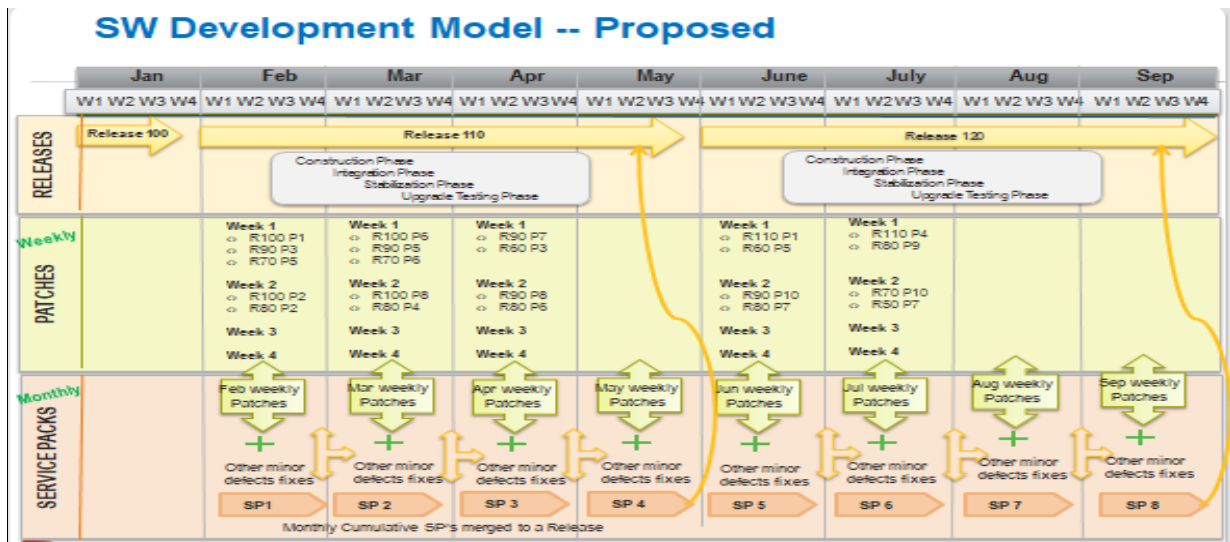 SW Development Model -- Proposed
Jan Feb Mar Apr May June July Aug Sep
W1 W2 W3 W4 W1 W2 W3 W4 W1 W2 W3 W4 W1 W2 W3 W4 W1 W2 W3 W4 W1 W2 W3 W4 W1 W2 W3 W4 W1 W2 W3 W4 W1 W2 W3 W4
RELEASES
Release 100
Release 110
Release 120
Construction Phase
Integration Phase
Stabilization Phase
Upgrade Testing Phase
Construction Phase
Integration Phase
Stabilization Phase
Upgrade Testing Phase
Weekly
PATCHES
Week 1
R100 P1
R90 P3
R70 P5
Week 2
R100 P2
R80 P2
Week 3
Week 4
Week 1
R100 P6
R90 P5
R70 P6
Week 2
R100 P8
R80 P4
Week 3
Week 4
Week 1
R90 P7
R60 P3
Week 2
R90 P8
R80 P6
Week 3
Week 4
Week 1
R110 P1
R60 P5
Week 2
R90 P10
R80 P7
Week 3
Week 4
Week 1
R110 P4
R80 P9
Week 2
R70 P10
R50 P7
Week 3
Week 4
Monthly
SERVICE PACKS
Feb weekly
Patches
Mar weekly
Patches
Apr weekly
Patches
May weekly
Patches
Jun weekly
Patches
Jul weekly
Patches
Aug weekly
Patches
Sep weekly
Patches
+ + + + + + + +
Other minor
defects fixes
Other minor
defects fixes
Other minor
defects fixes
Other minor
defects fixes
Other minor
defects fixes
Other minor
defects fixes
Other minor
defects fixes
Other minor
defects fixes
SP1
SP 2
SP 3
SP 4
SP 5
SP 6
SP 7
SP 8
Monthly Cumulative SP's merged to a Release